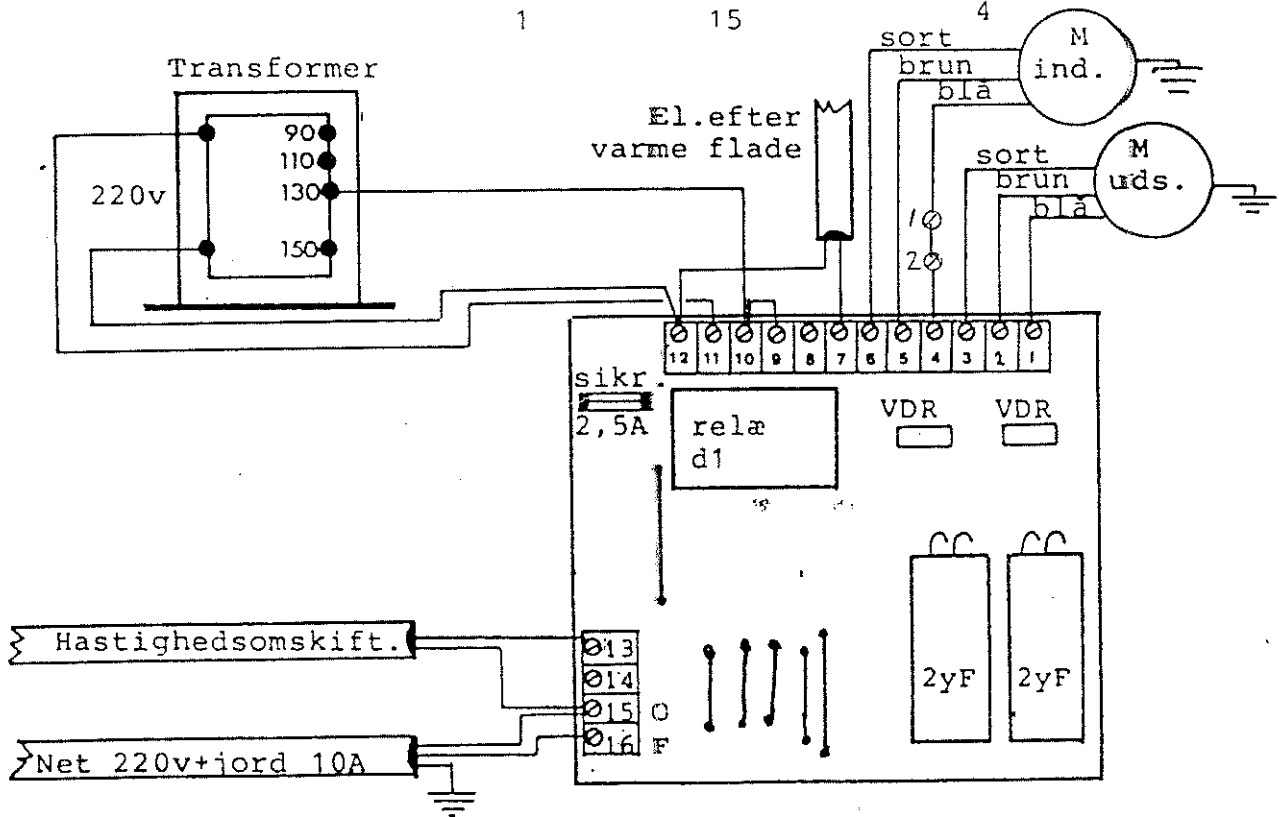 1 15 4
Transformer
90
110
130
150
220v
El.efter
varme flade
sort
brun
blå
M
ind.
sort
brun
blå
M
uds.
1
2
12 11 10 9 8 7 6 5 4 3 2 1
sikr.
2,5A
relæ
d1
VDR
VDR
2yF
2yF
Hastighedsomskift.
13
14
15 O
16 F
Net 220v+jord 10A